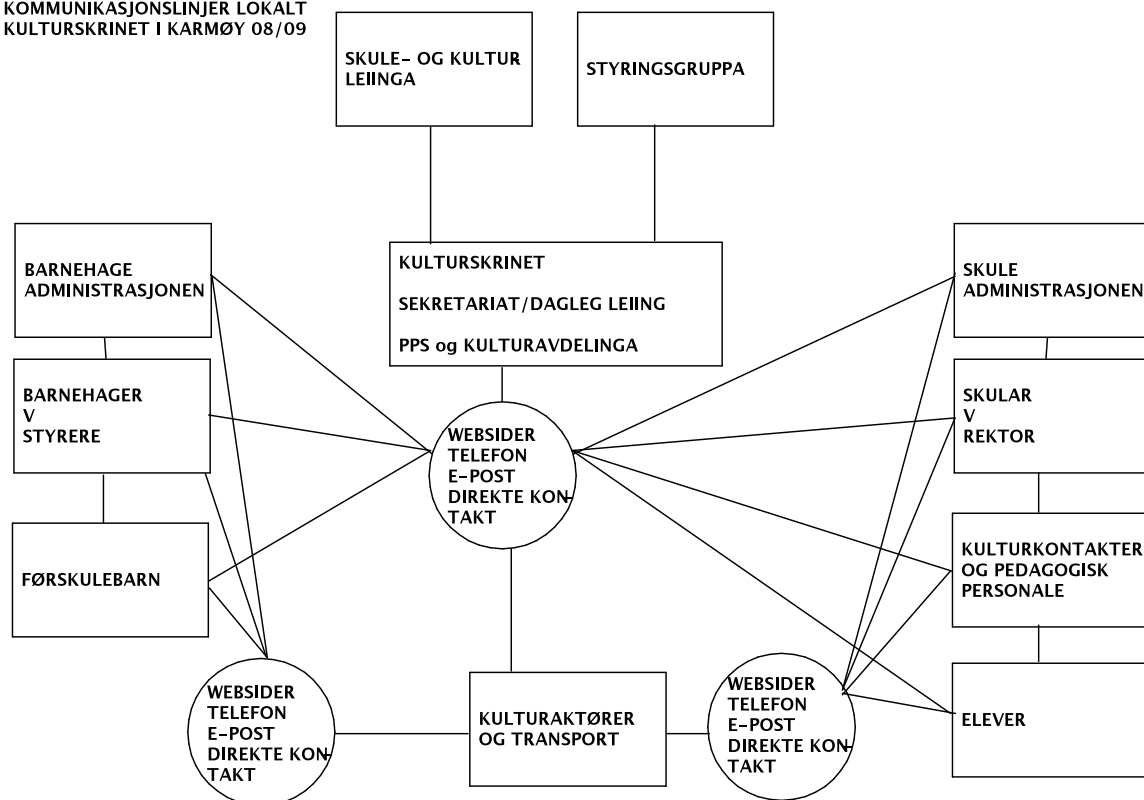 KOMMUNIKASJONSLINJER LOKALT
KULTURSKRINET I KARMØY 08/09
SKULE- OG KULTUR
LEIINGA
STYRINGSGRUPPA
BARNEHAGE
ADMINISTRASJONEN
KULTURSKRINET
SEKRETARIAT/DAGLEG LEIING
PPS og KULTURAVDELINGA
SKULE
ADMINISTRASJONEN
BARNEHAGER
V
STYRERE
WEBSIDER
TELEFON
E-POST
DIREKTE KON-
TAKT
SKULAR
V
REKTOR
FØRSKULEBARN
KULTURKONTAKTER
OG PEDAGOGISK
PERSONALE
WEBSIDER
TELEFON
E-POST
DIREKTE KON-
TAKT
KULTURAKTØRER
OG TRANSPORT
WEBSIDER
TELEFON
E-POST
DIREKTE KON-
TAKT
ELEVER